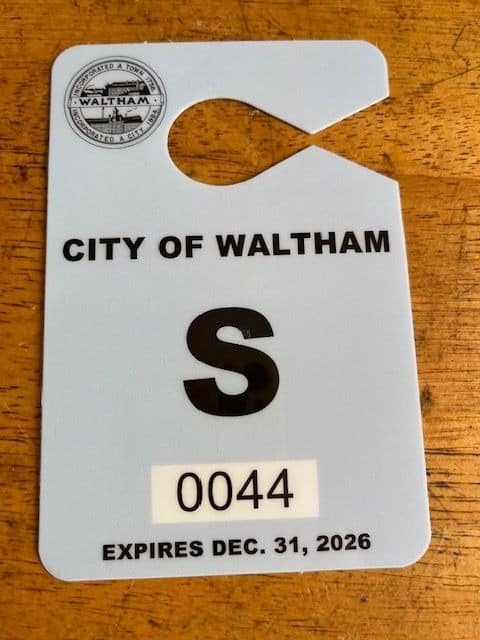 INCORPORATED A TOWN 1738
WALTHAM
INCORPORATED A CITY 1884
CITY OF WALTHAM
S
0044
EXPIRES DEC. 31, 2026